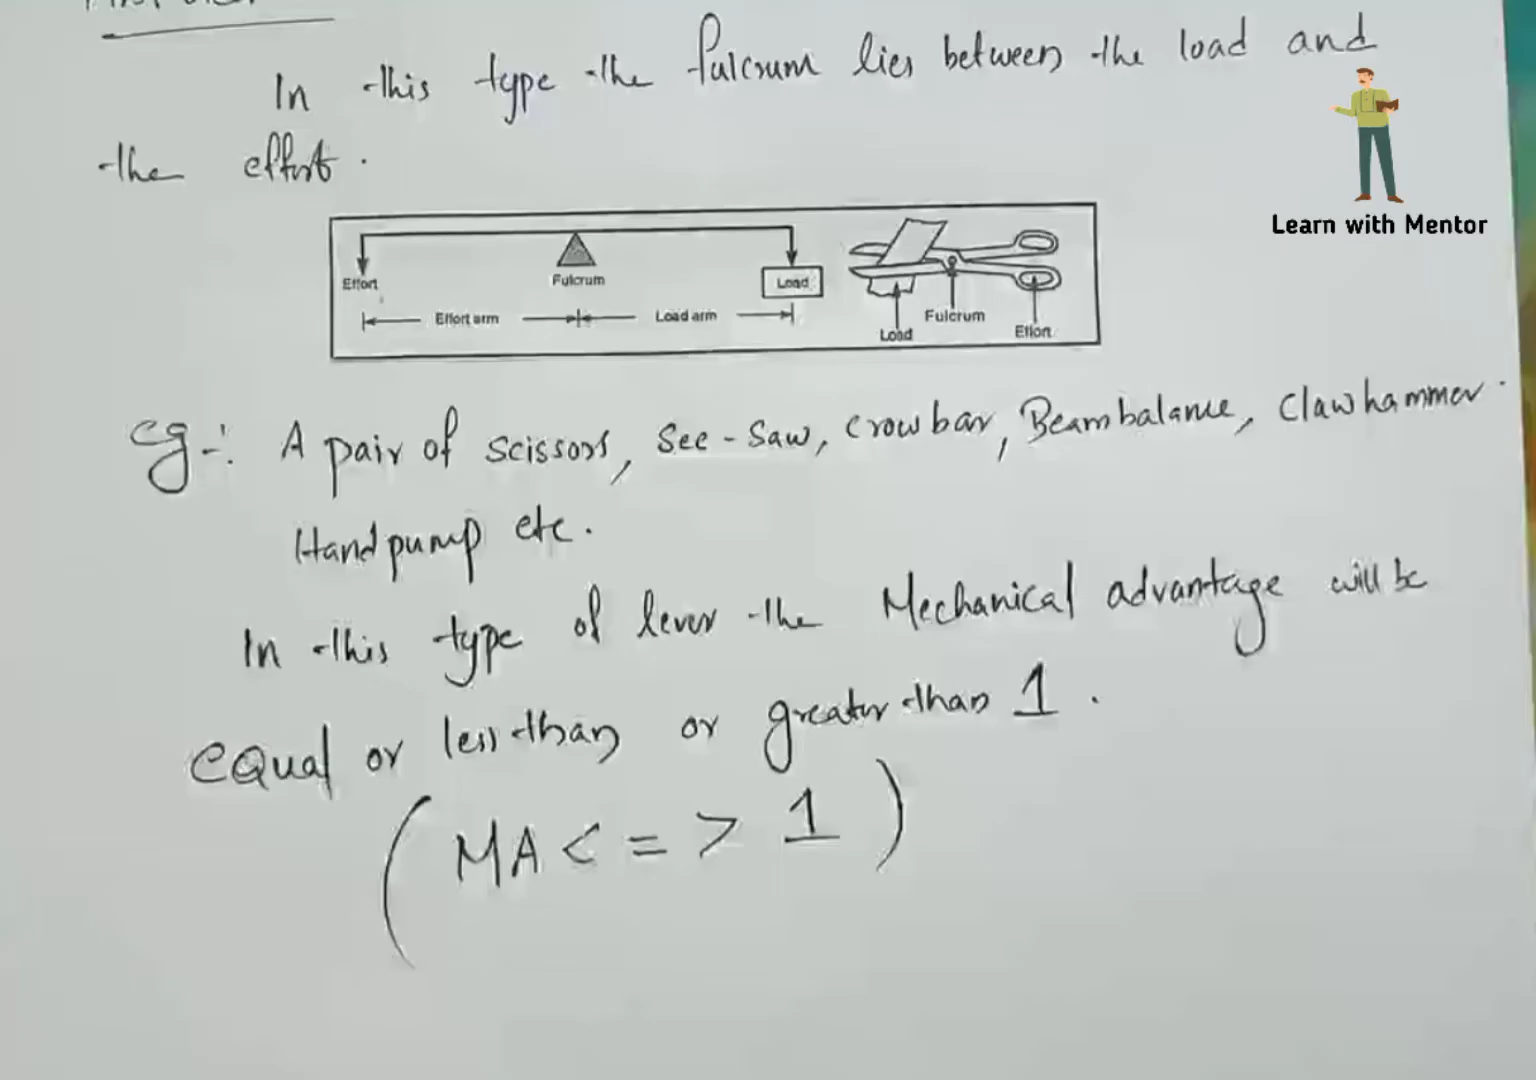 In this type the fulcrum lies between the load and
the effort.
Learn with Mentor
Effort
Fulcrum
Load
Effort arm
Load arm
Load
Fulcrum
Effort
eg-: A pair of scissors, See-Saw, Crowbar, Beam balance, Claw hammer.
Hand pump etc.
In this type of lever the Mechanical advantage will be
equal or less than or greater than 1.
(MA < = > 1)